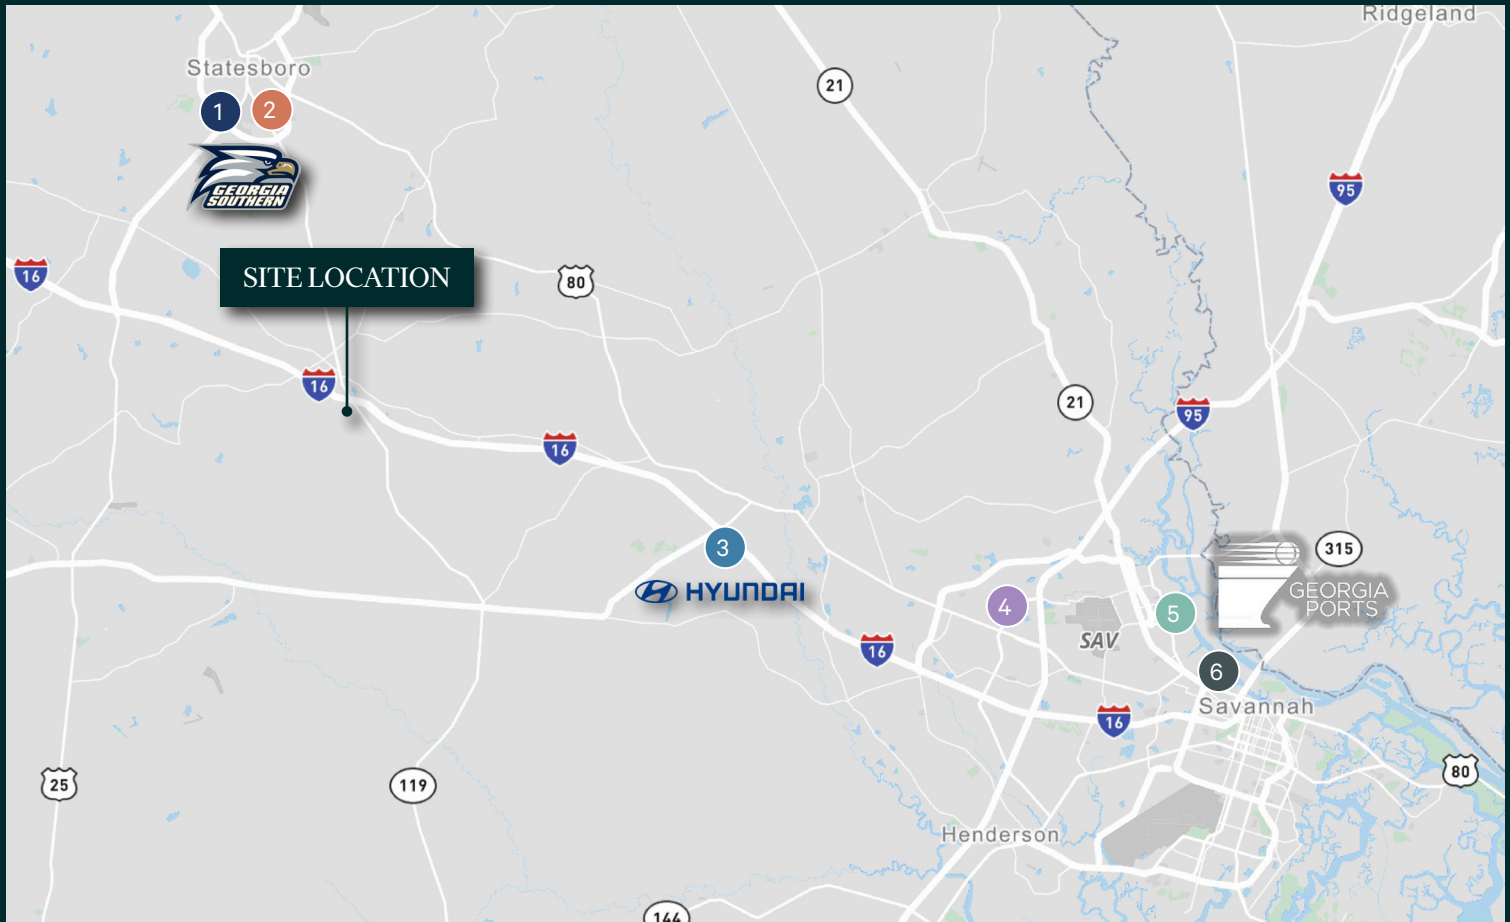 Ridgeland
Statesboro
21
1
2
GEORGIA
SOUTHERN
95
16
SITE LOCATION
80
16
21
95
16
3
315
HYUNDAI
GEORGIA
PORTS
4
5
SAV
16
6
Savannah
16
80
25
119
Henderson
144